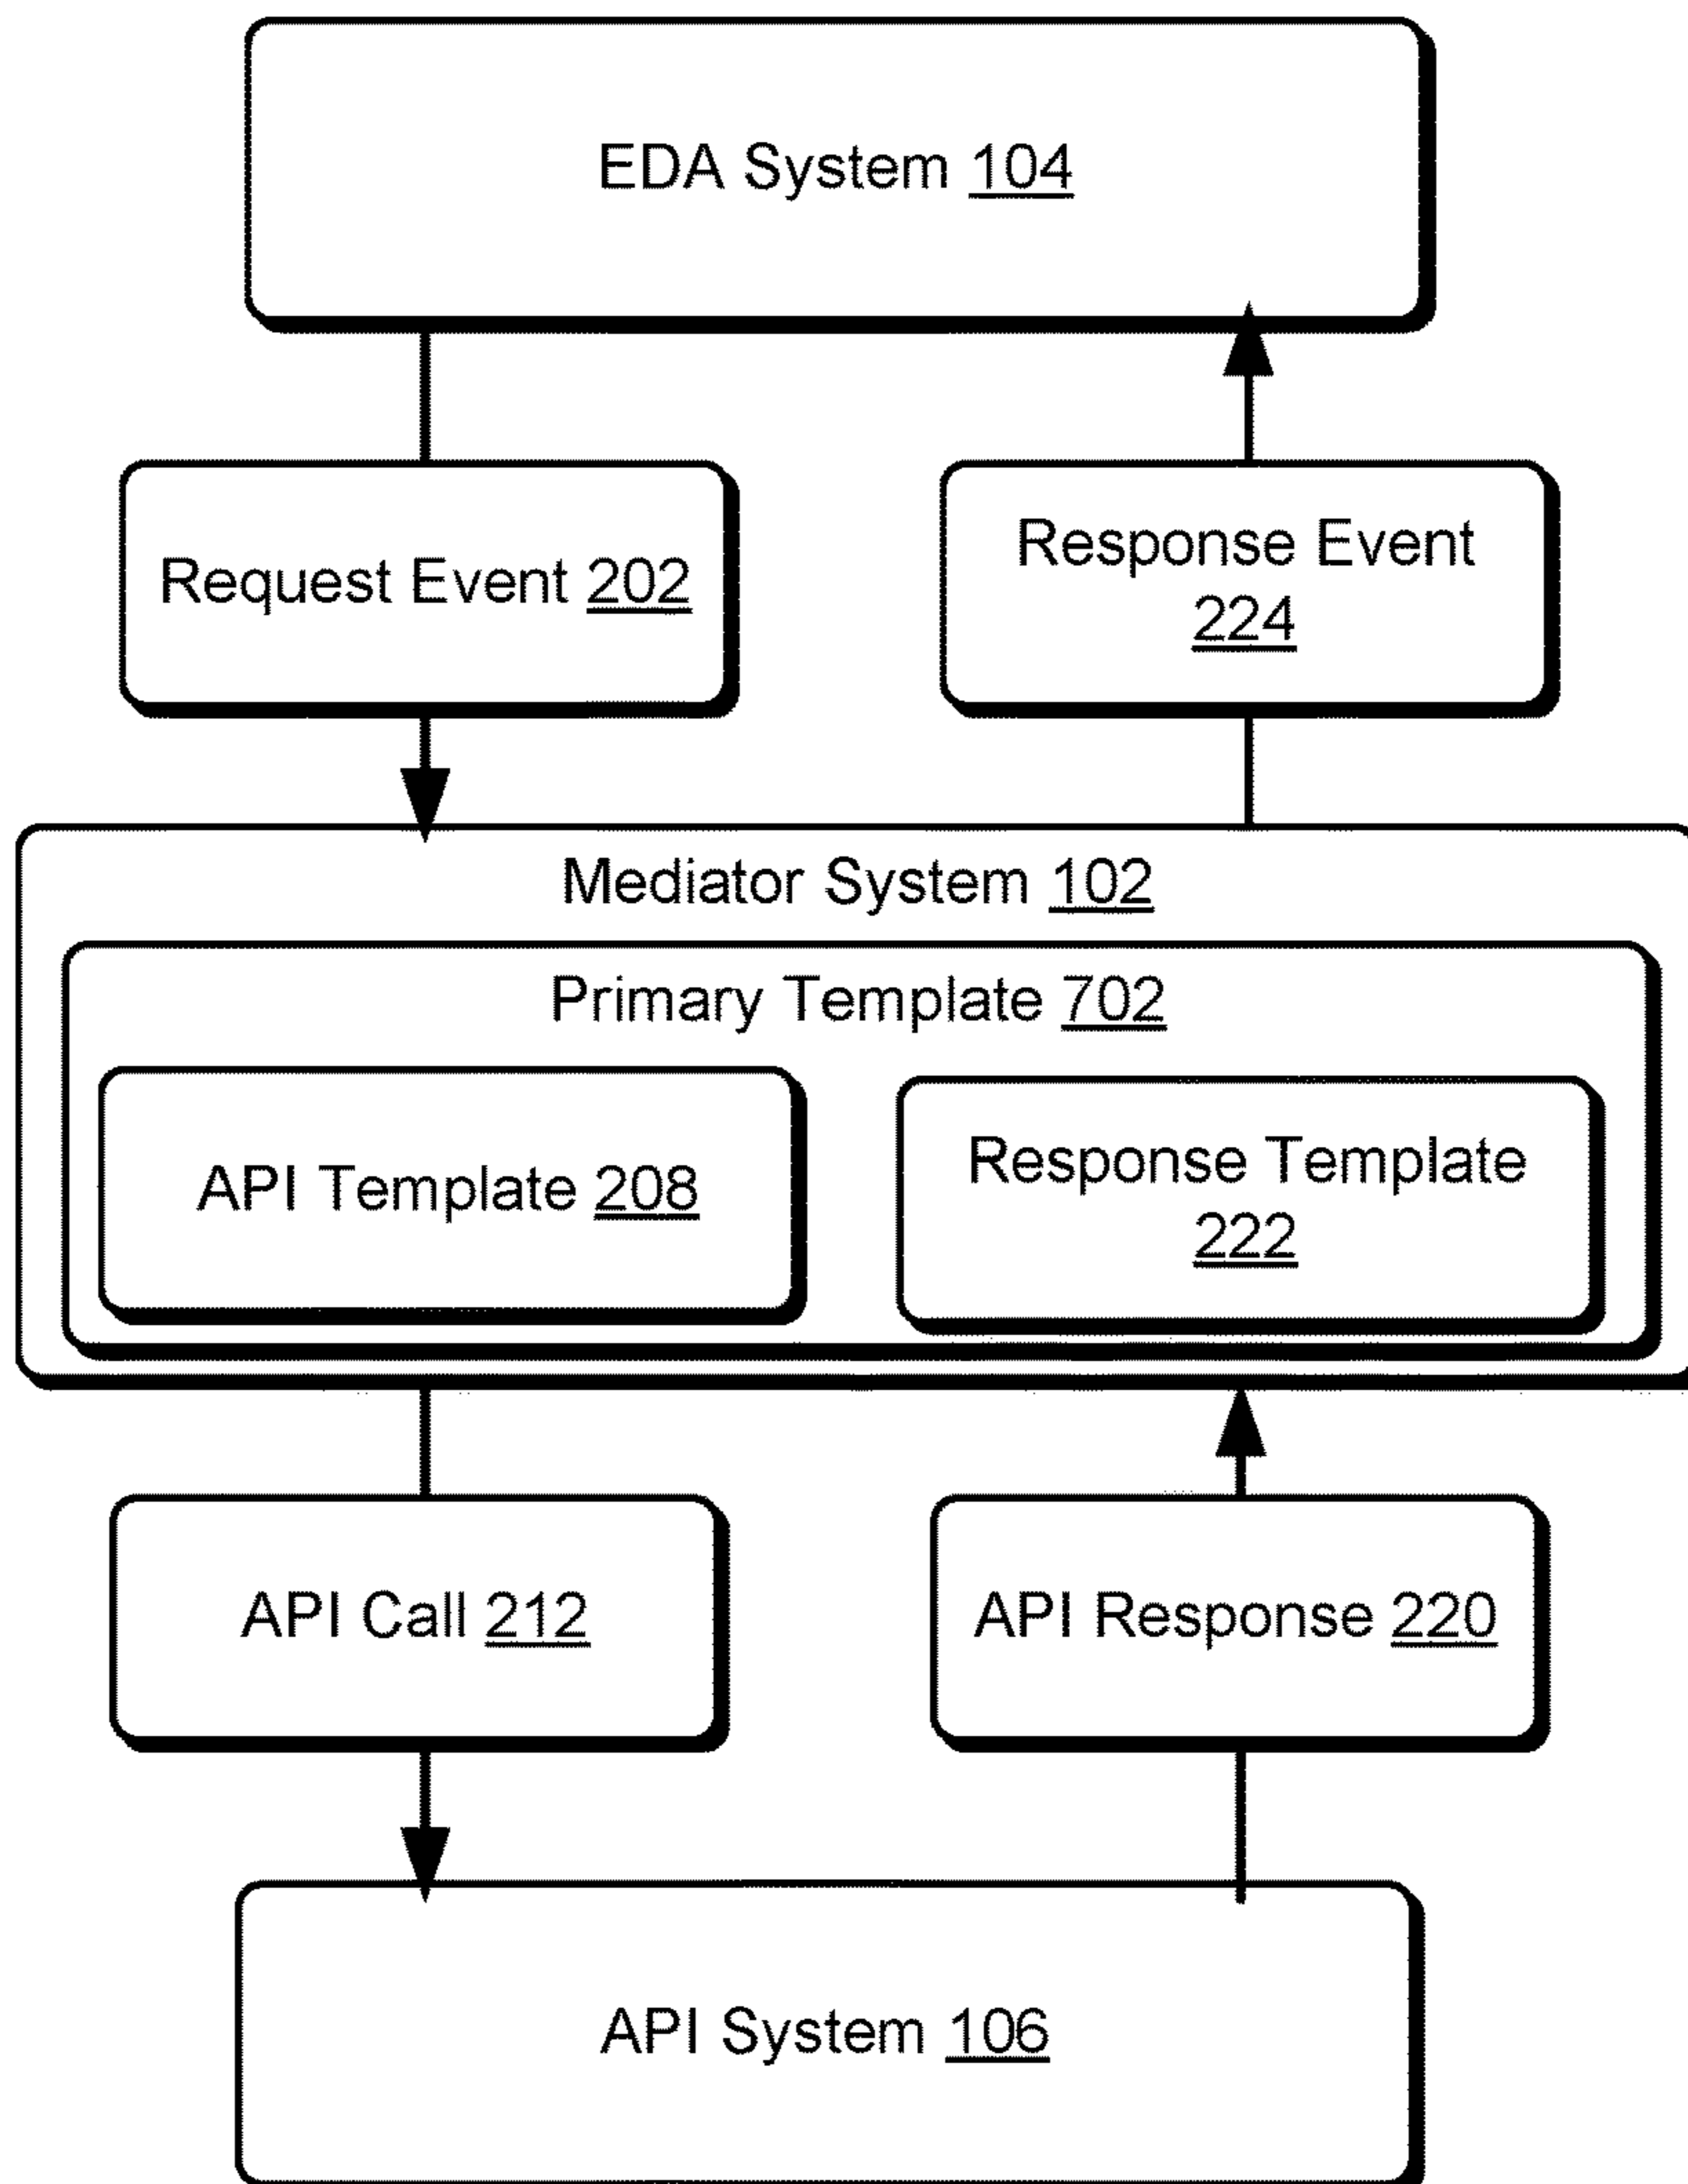 EDA System 104
Request Event 202
Response Event
224
Mediator System 102
Primary Template 702
API Template 208
Response Template
222
API Call 212
API Response 220
API System 106